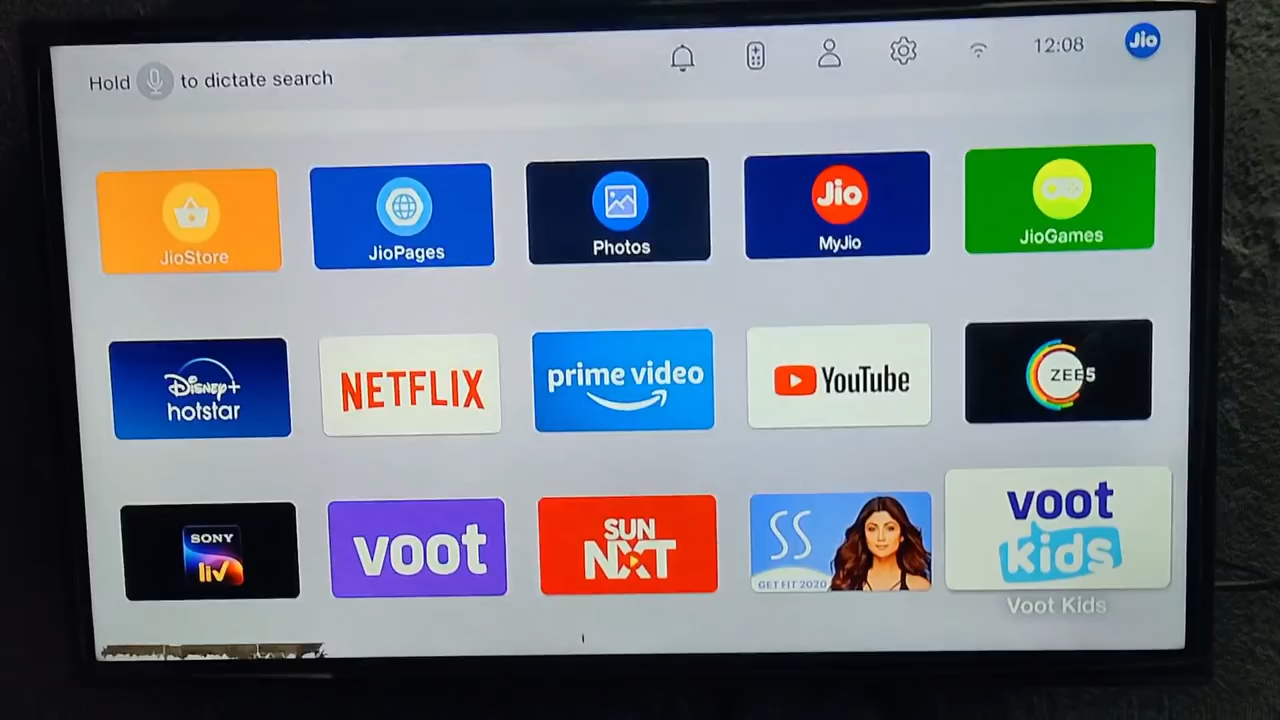 Hold to dictate search
12:08
Jio
JioStore
JioPages
Photos
Jio
MyJio
JioGames
Disney+
hotstar
NETFLIX
prime video
YouTube
ZEE5
SONY
liv
voot
SUN
NXT
SS
GET FIT 2020
voot
kids
Voot Kids